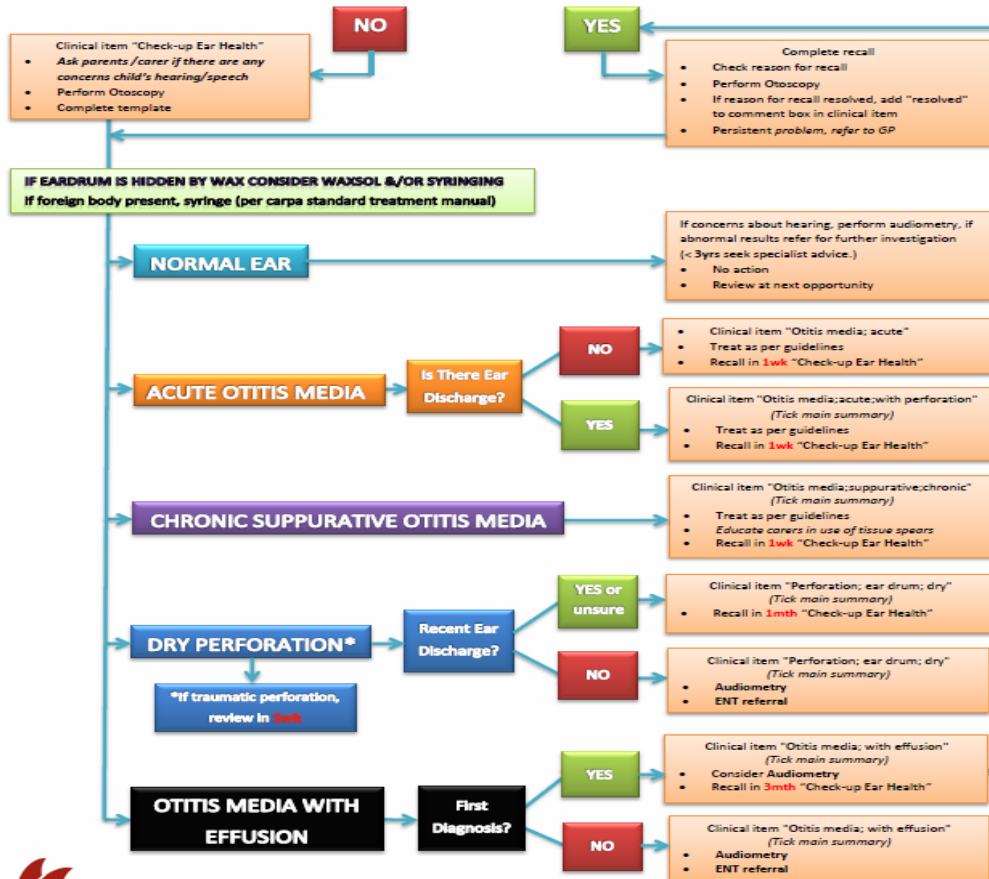 NO
YES
Clinical item "Check-up Ear Health"
• Ask parents /carer if there are any
concerns child's hearing/speech
• Perform Otoscopy
• Complete template
Complete recall
• Check reason for recall
• Perform Otoscopy
• If reason for recall resolved, add "resolved"
to comment box in clinical item
• Persistent problem, refer to GP
IF EARDRUM IS HIDDEN BY WAX CONSIDER WAXSOL &/OR SYRINGING
If foreign body present, syringe (per carpa standard treatment manual)
NORMAL EAR
If concerns about hearing, perform audiometry, if
abnormal results refer for further investigation
(< 3yrs seek specialist advice.)
• No action
• Review at next opportunity
ACUTE OTITIS MEDIA
Is There Ear
Discharge?
NO
• Clinical item "Otitis media; acute"
• Treat as per guidelines
• Recall in 1wk "Check-up Ear Health"
YES
Clinical item "Otitis media;acute;with perforation"
(Tick main summary)
• Treat as per guidelines
• Recall in 1wk "Check-up Ear Health"
CHRONIC SUPPURATIVE OTITIS MEDIA
Clinical item "Otitis media;suppurative;chronic"
(Tick main summary)
• Treat as per guidelines
• Educate carers in use of tissue spears
• Recall in 1wk "Check-up Ear Health"
DRY PERFORATION*
*If traumatic perforation,
review in
Recent Ear
Discharge?
YES or
unsure
Clinical item "Perforation; ear drum; dry"
(Tick main summary)
• Recall in 1mth "Check-up Ear Health"
NO
Clinical item "Perforation; ear drum; dry"
(Tick main summary)
• Audiometry
• ENT referral
OTITIS MEDIA WITH
EFFUSION
First
Diagnosis?
YES
Clinical item "Otitis media; with effusion"
(Tick main summary)
• Consider Audiometry
• Recall in 3mth "Check-up Ear Health"
NO
Clinical item "Otitis media; with effusion"
(Tick main summary)
• Audiometry
• ENT referral